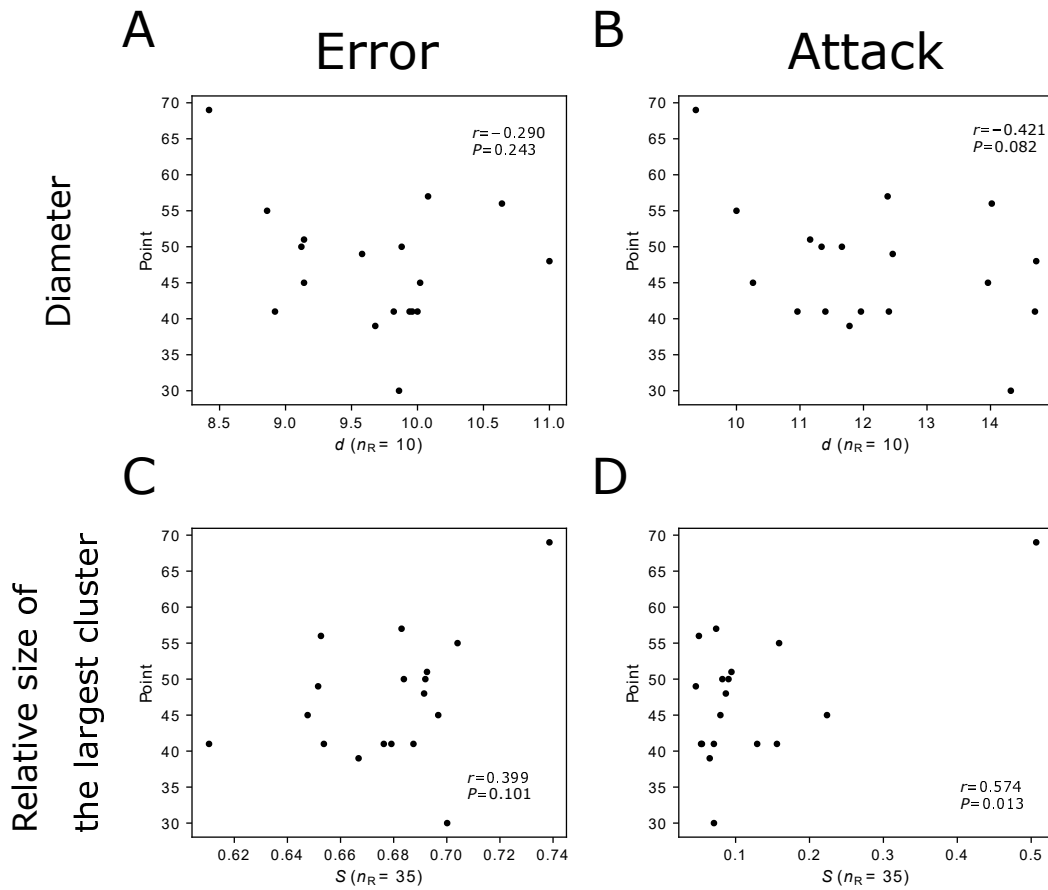 A
Error
B
Attack
Diameter
Relative size of
the largest cluster
70
65
60
55
50
45
40
35
30
Point
r=−0.290
P=0.243
8.5 9.0 9.5 10.0 10.5 11.0
d (nR = 10)
70
65
60
55
50
45
40
35
30
Point
r=−0.421
P=0.082
10 11 12 13 14
d (nR = 10)
C
70
65
60
55
50
45
40
35
30
Point
r=0.399
P=0.101
0.62 0.64 0.66 0.68 0.70 0.72 0.74
S (nR = 35)
D
70
65
60
55
50
45
40
35
30
Point
r=0.574
P=0.013
0.1 0.2 0.3 0.4 0.5
S (nR = 35)